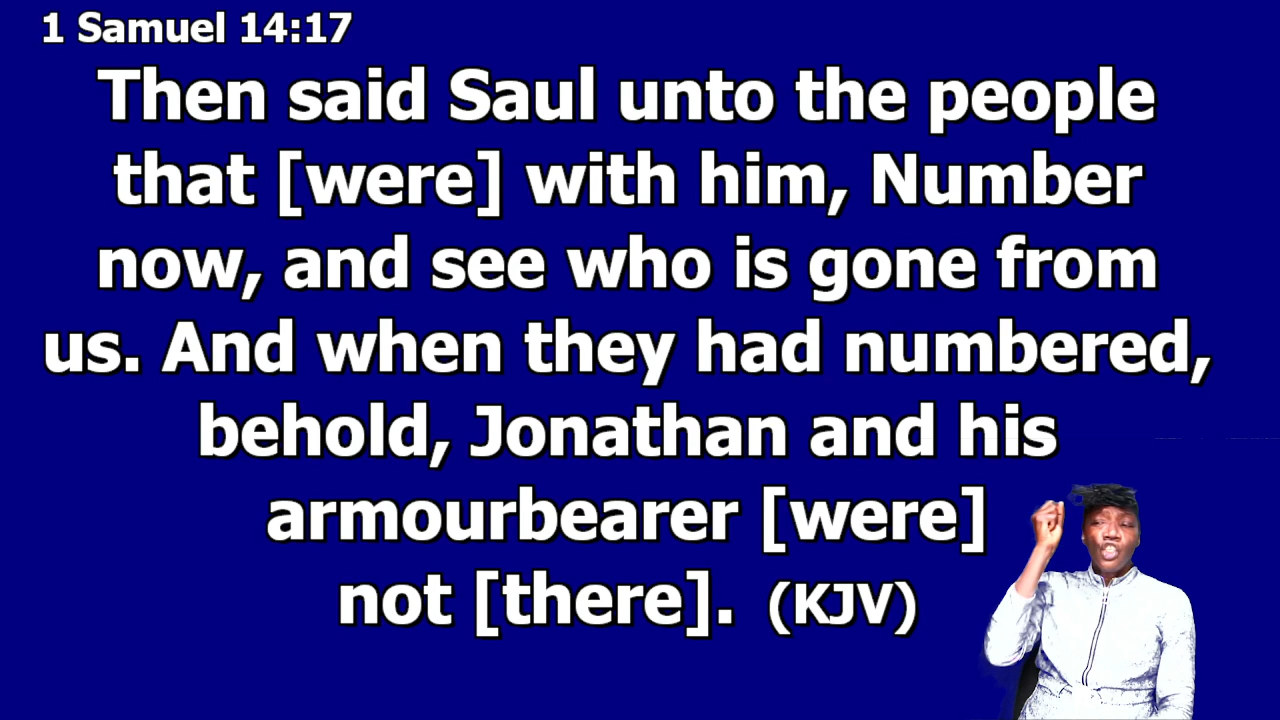 1 Samuel 14:17
Then said Saul unto the people
that [were] with him, Number
now, and see who is gone from
us. And when they had numbered,
behold, Jonathan and his
armourbearer [were]
not [there]. (KJV)